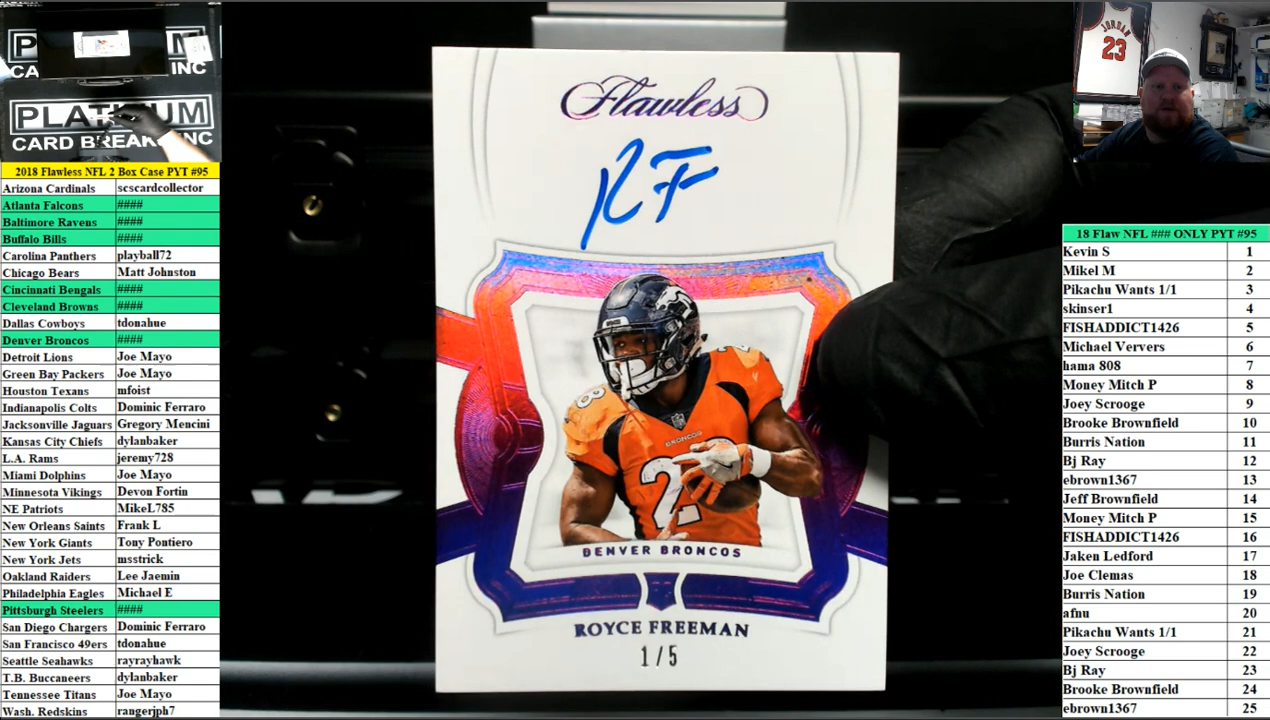 PLATINUM
CARD BREAKS INC
2018 Flawless NFL 2 Box Case PYT #95
Arizona Cardinals scscardcollector
Atlanta Falcons ####
Baltimore Ravens ####
Buffalo Bills ####
Carolina Panthers playball72
Chicago Bears Matt Johnston
Cincinnati Bengals ####
Cleveland Browns ####
Dallas Cowboys tdonahue
Denver Broncos ####
Detroit Lions Joe Mayo
Green Bay Packers Joe Mayo
Houston Texans mfoist
Indianapolis Colts Dominic Ferraro
Jacksonville Jaguars Gregory Mencini
Kansas City Chiefs dylanbaker
L.A. Rams jeremy728
Miami Dolphins Joe Mayo
Minnesota Vikings Devon Fortin
NE Patriots MikeL785
New Orleans Saints Frank L
New York Giants Tony Pontiero
New York Jets msstrick
Oakland Raiders Lee Jaemin
Philadelphia Eagles Michael E
Pittsburgh Steelers ####
San Diego Chargers Dominic Ferraro
San Francisco 49ers tdonahue
Seattle Seahawks rayrayhawk
T.B. Buccaneers dylanbaker
Tennessee Titans Joe Mayo
Wash. Redskins rangerjph7
Flawless
RF
28
BRONCOS
2
DENVER BRONCOS
ROYCE FREEMAN
1/5
JORDAN
23
18 Flaw NFL ### ONLY PYT #95
Kevin S 1
Mikel M 2
Pikachu Wants 1/1 3
skinser1 4
FISHADDICT1426 5
Michael Ververs 6
hama 808 7
Money Mitch P 8
Joey Scrooge 9
Brooke Brownfield 10
Burris Nation 11
Bj Ray 12
ebrown1367 13
Jeff Brownfield 14
Money Mitch P 15
FISHADDICT1426 16
Jaken Ledford 17
Joe Clemas 18
Burris Nation 19
afnu 20
Pikachu Wants 1/1 21
Joey Scrooge 22
Bj Ray 23
Brooke Brownfield 24
ebrown1367 25